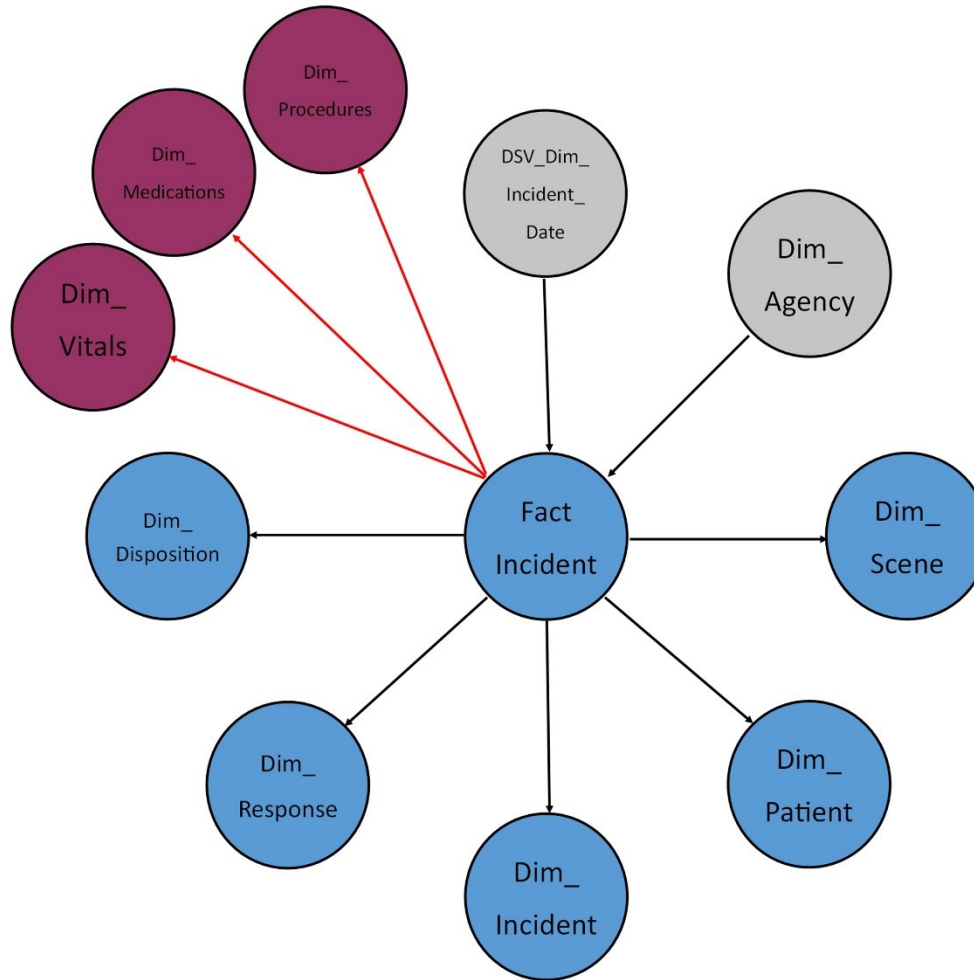 Dim_
Procedures
Dim_
Medications
DSV_Dim_
Incident_
Date
Dim_
Agency
Dim_
Vitals
Fact
Incident
Dim_
Disposition
Dim_
Scene
Dim_
Response
Dim_
Patient
Dim_
Incident